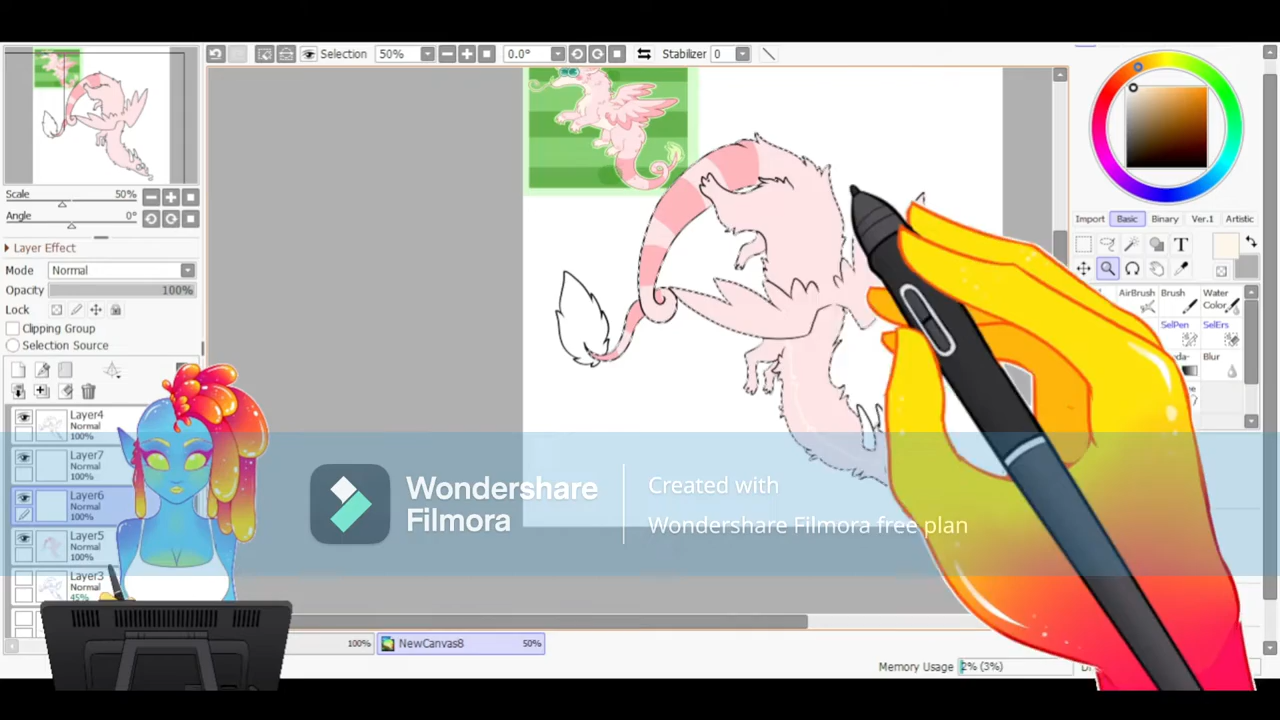 Selection 50% 0.0° Stabilizer 0
Scale 50%
Angle 0°
Layer Effect
Mode Normal
Opacity 100%
Lock
Clipping Group
Selection Source
Layer4
Normal
100%
Layer7
Normal
100%
Layer6
Normal
100%
Layer5
Normal
100%
Layer3
Normal
45%
Import Basic Binary Ver.1 Artistic
T
AirBrush Brush Water
Color
SelPen SelErs
Blur
Wondershare
Filmora
Created with
Wondershare Filmora free plan
100% NewCanvas8 50%
Memory Usage 2% (3%)